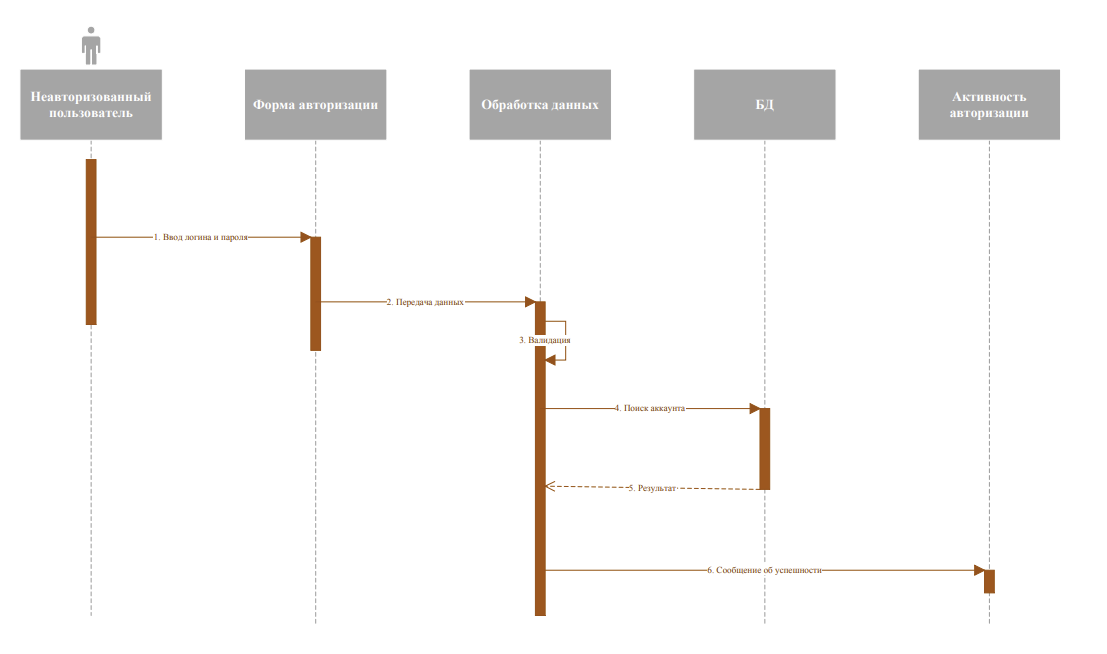 Неавторизованный
пользователь
Форма авторизации
Обработка данных
БД
Активность
авторизации
1. Ввод логина и пароля
2. Передача данных
3. Валидация
4. Поиск аккаунта
5. Результат
6. Сообщение об успешности